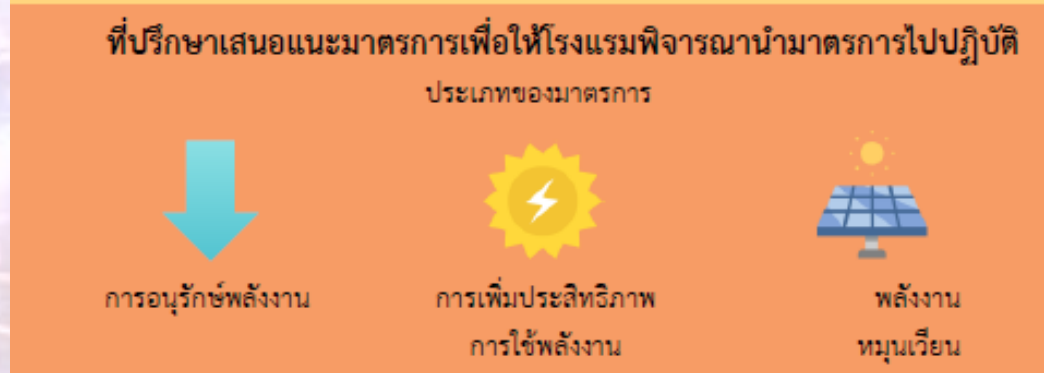 ที่ปรึกษาเสนอแนะมาตรการเพื่อให้โรงแรมพิจารณานำมาตรการไปปฏิบัติ
ประเภทของมาตรการ
การอนุรักษ์พลังงาน
การเพิ่มประสิทธิภาพ
การใช้พลังงาน
พลังงาน
หมุนเวียน